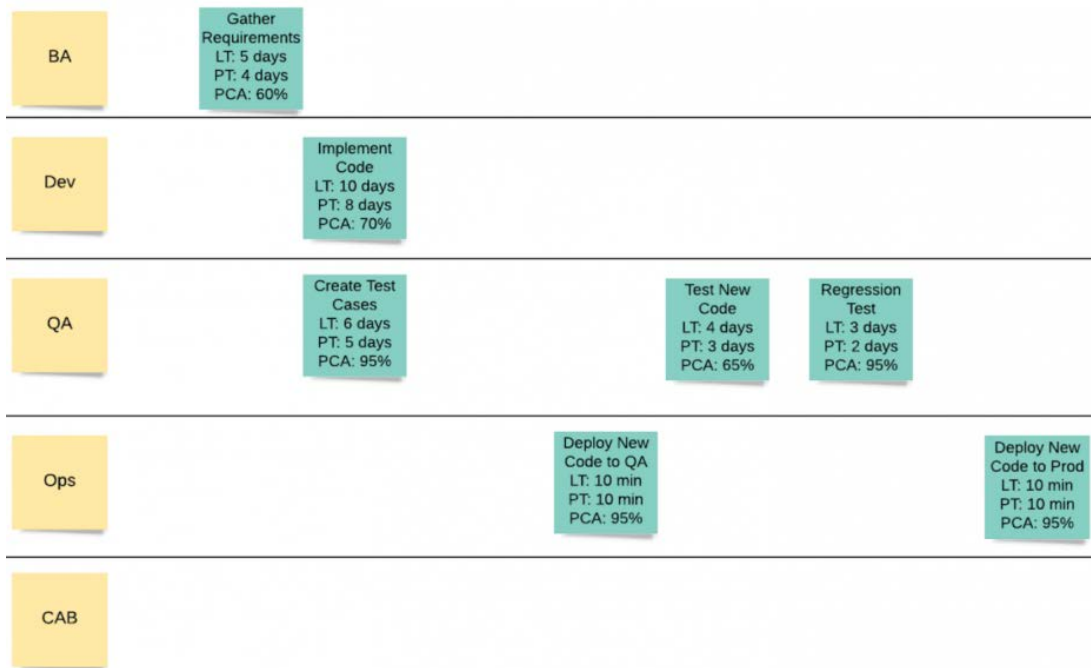 BA
Gather
Requirements
LT: 5 days
PT: 4 days
PCA: 60%
Dev
Implement
Code
LT: 10 days
PT: 8 days
PCA: 70%
QA
Create Test
Cases
LT: 6 days
PT: 5 days
PCA: 95%
Test New
Code
LT: 4 days
PT: 3 days
PCA: 65%
Regression
Test
LT: 3 days
PT: 2 days
PCA: 95%
Ops
Deploy New
Code to QA
LT: 10 min
PT: 10 min
PCA: 95%
Deploy New
Code to Prod
LT: 10 min
PT: 10 min
PCA: 95%
CAB